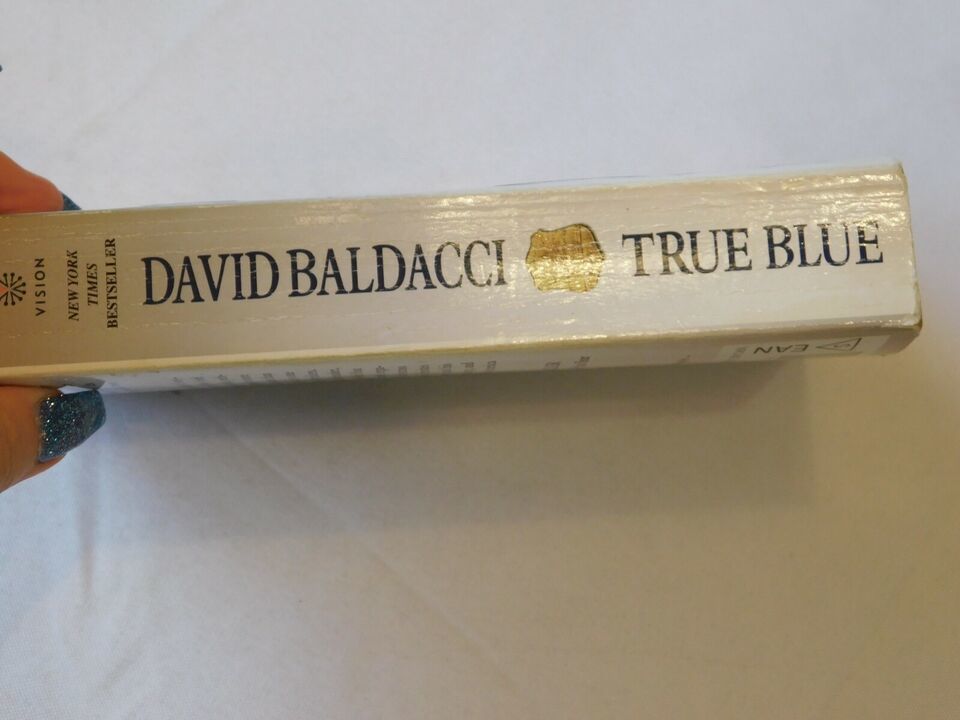 VISION
NEW YORK
TIMES
BESTSELLER
DAVID BALDACCI
TRUE BLUE
EAN